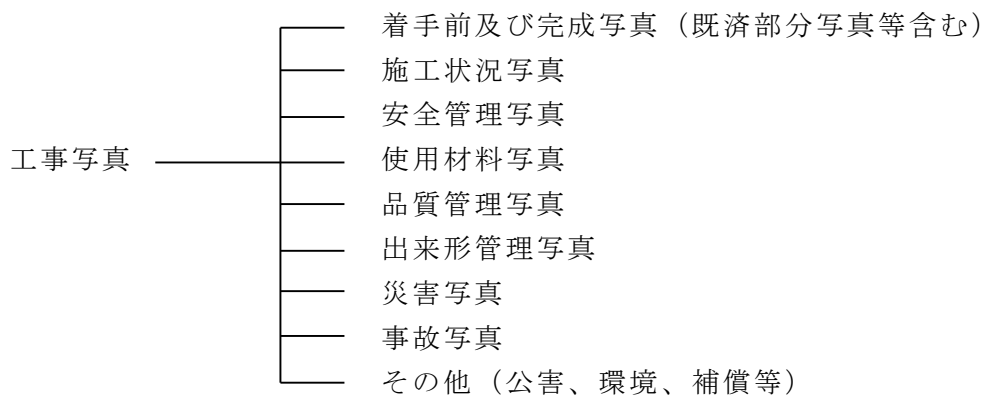 着手前及び完成写真（既済部分写真等含む）
施工状況写真
安全管理写真
工事写真
使用材料写真
品質管理写真
出来形管理写真
災害写真
事故写真
その他（公害、環境、補償等）